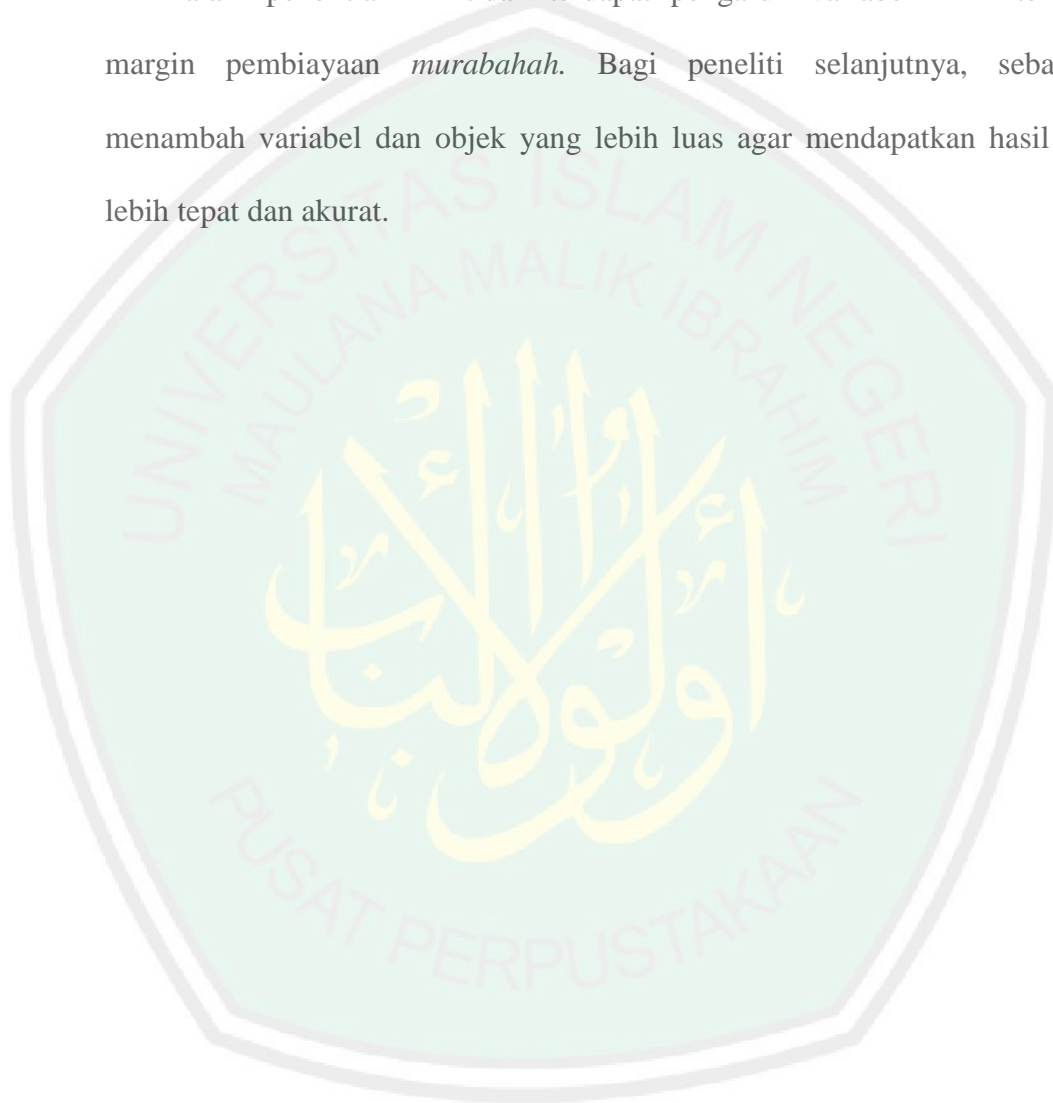 margin pembiayaan murabahah. Bagi peneliti selanjutnya,
menambah variabel dan objek yang lebih luas agar mendapatkan hasil
lebih tepat dan akurat.
UNIVERSITAS ISLAM NEGERI
MAULANA MALIK IBRAHIM
أولوا الألباب
PUSAT PERPUSTAKAAN